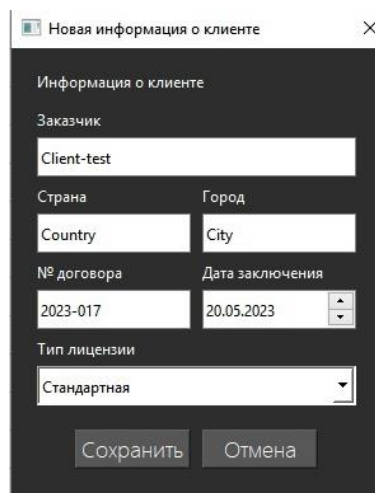 Новая информация о клиенте
Информация о клиенте
Заказчик
Client-test
Страна Город
Country City
№ договора Дата заключения
2023-017 20.05.2023
Тип лицензии
Стандартная
Сохранить Отмена